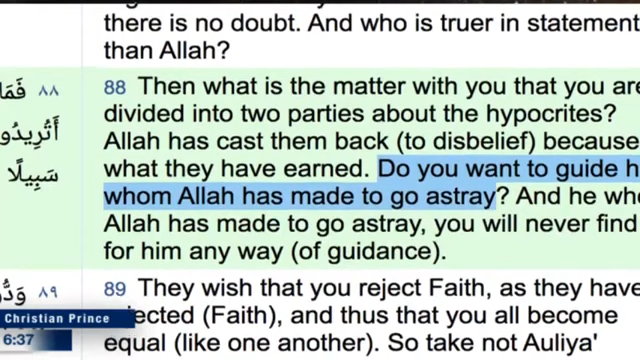 there is no doubt. And who is truer in statement
than Allah?
88 Then what is the matter with you that you are
divided into two parties about the hypocrites?
Allah has cast them back (to disbelief) because
what they have earned. Do you want to guide
whom Allah has made to go astray? And he
Allah has made to go astray, you will never find
for him any way (of guidance).
٨٨
أَتُرِيدُو
سَبِيلًا
89 They wish that you reject Faith, as they have
(Faith), and thus that you all become
equal (like one another). So take not Auliya'
٨٩
Christian Prince
6:37